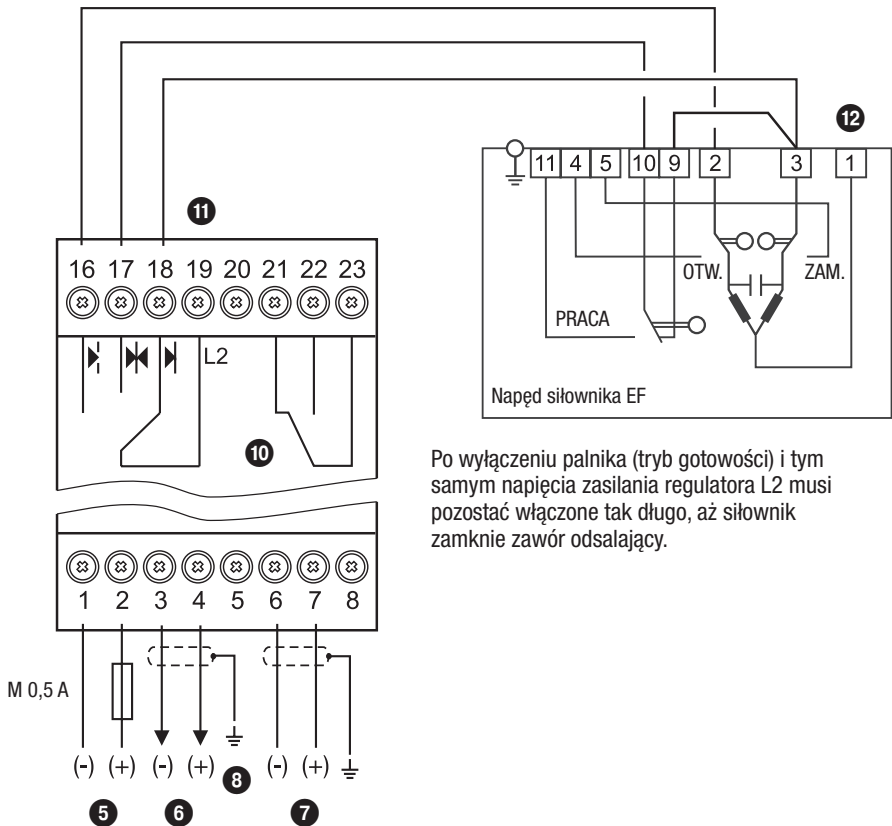 12
11 4 5 10 9 2 3 1
OTW.
ZAM.
PRACA
Napęd siłownika EF
11
16 17 18 19 20 21 22 23
L2
10
Po wyłączeniu palnika (tryb gotowości) i tym
samym napięcia zasilania regulatora L2 musi
pozostać włączone tak długo, aż siłownik
zamknie zawór odsalający.
1 2 3 4 5 6 7 8
M 0,5 A
(-) (+) (-) (+) (-) (+)
8
5 6 7